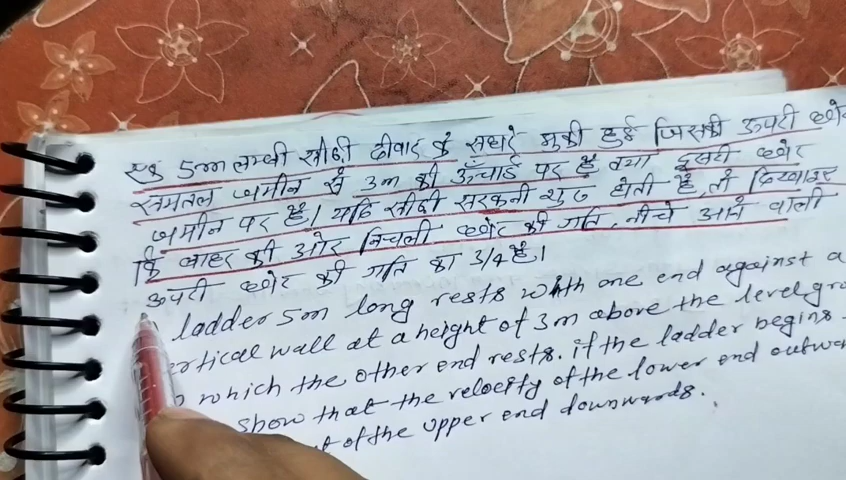 एक 5m लम्बी सीढ़ी दीवार के सहारे झुकी हुई जिसकी ऊपरी छोर
समतल जमीन से 3m की ऊँचाई पर है तथा दूसरी छोर
जमीन पर है। यदि सीढ़ी सरकनी शुरु होती है, तो दिखाइए
कि बाहर की ओर निचली छोर की गति, नीचे आने वाली
ऊपरी छोर की गति का 3/4 है।
ladder 5m long rests with one end against a
vertical wall at a height of 3m above the level
which the other end rests. if the ladder begins
show that the velocity of the lower end
of the upper end downwards.